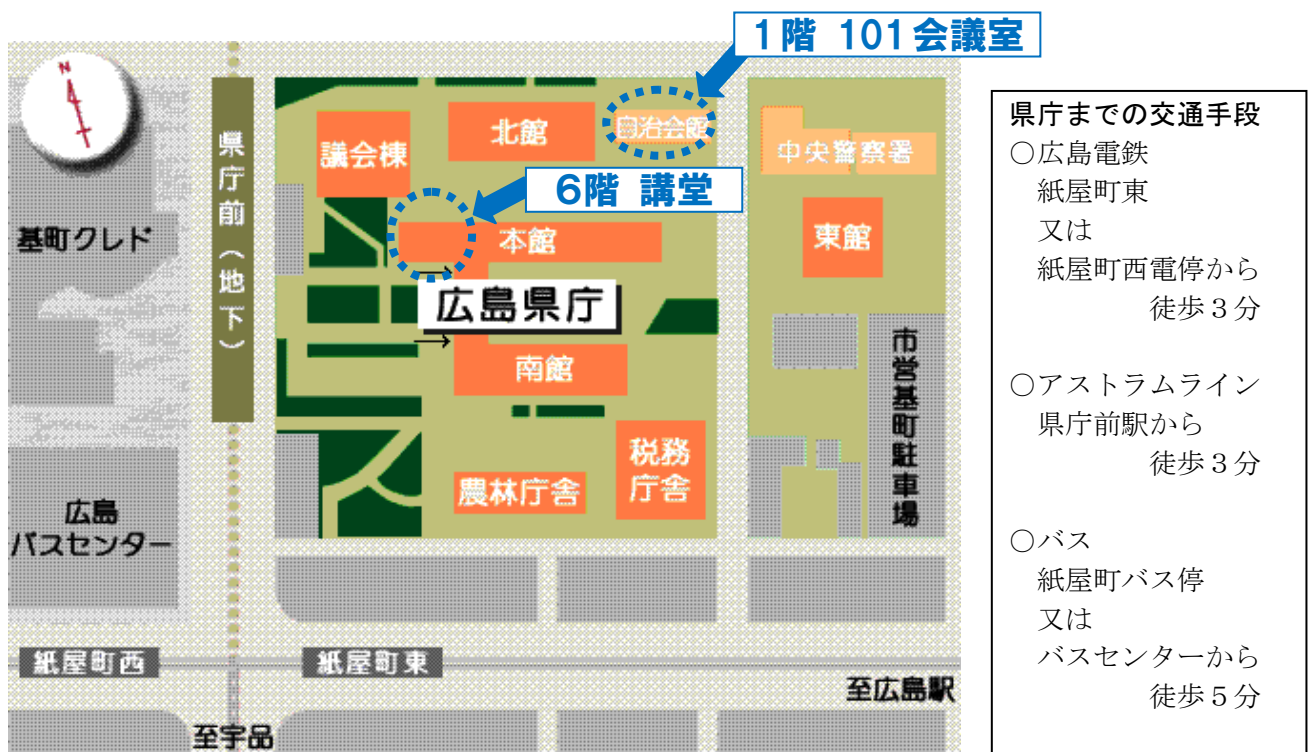 1階 101会議室
N
県庁前(地下)
議会棟
北館
自治会館
中央警察署
6階 講堂
基町クレド
本館
東館
→
広島県庁
→
南館
市営基町駐車場
税務
庁舎
農林庁舎
広島
バスセンター
紙屋町西
紙屋町東
至広島駅
至宇品
県庁までの交通手段
○広島電鉄
紙屋町東
又は
紙屋町西電停から
徒歩3分
○アストラムライン
県庁前駅から
徒歩3分
○バス
紙屋町バス停
又は
バスセンターから
徒歩5分